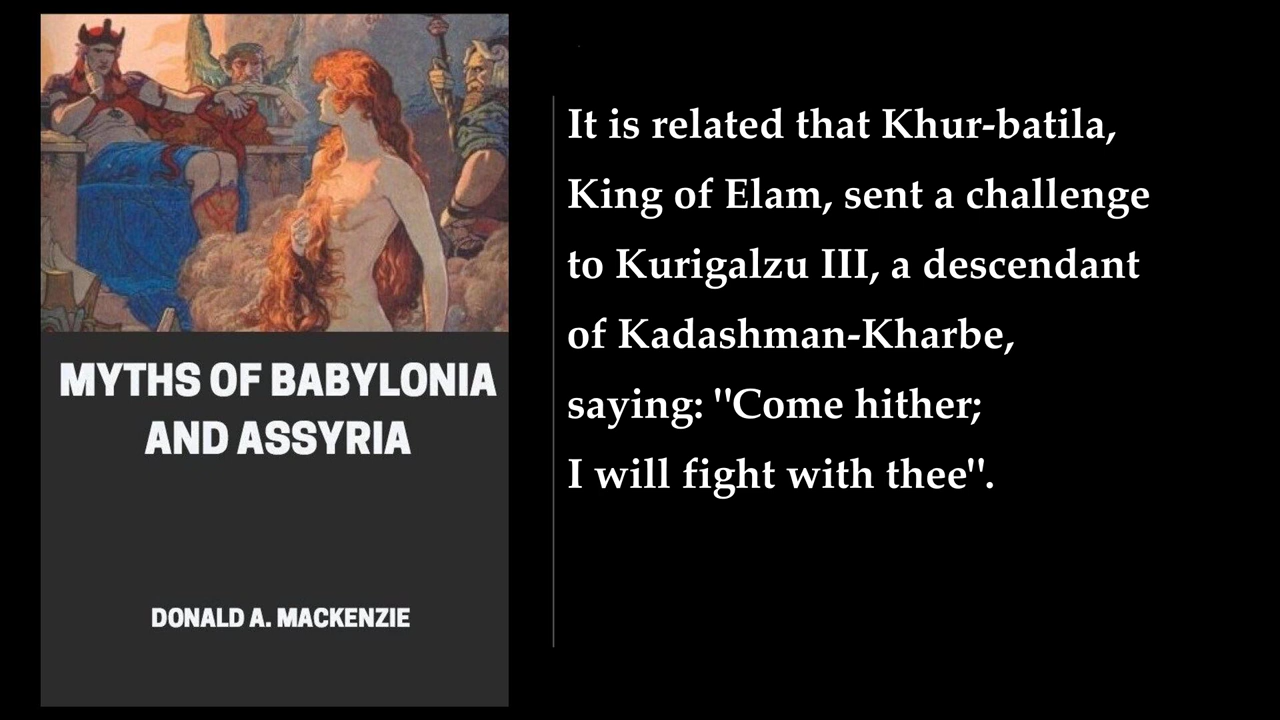 MYTHS OF BABYLONIA
AND ASSYRIA
DONALD A. MACKENZIE
It is related that Khur-batila,
King of Elam, sent a challenge
to Kurigalzu III, a descendant
of Kadashman-Kharbe,
saying: "Come hither;
I will fight with thee".